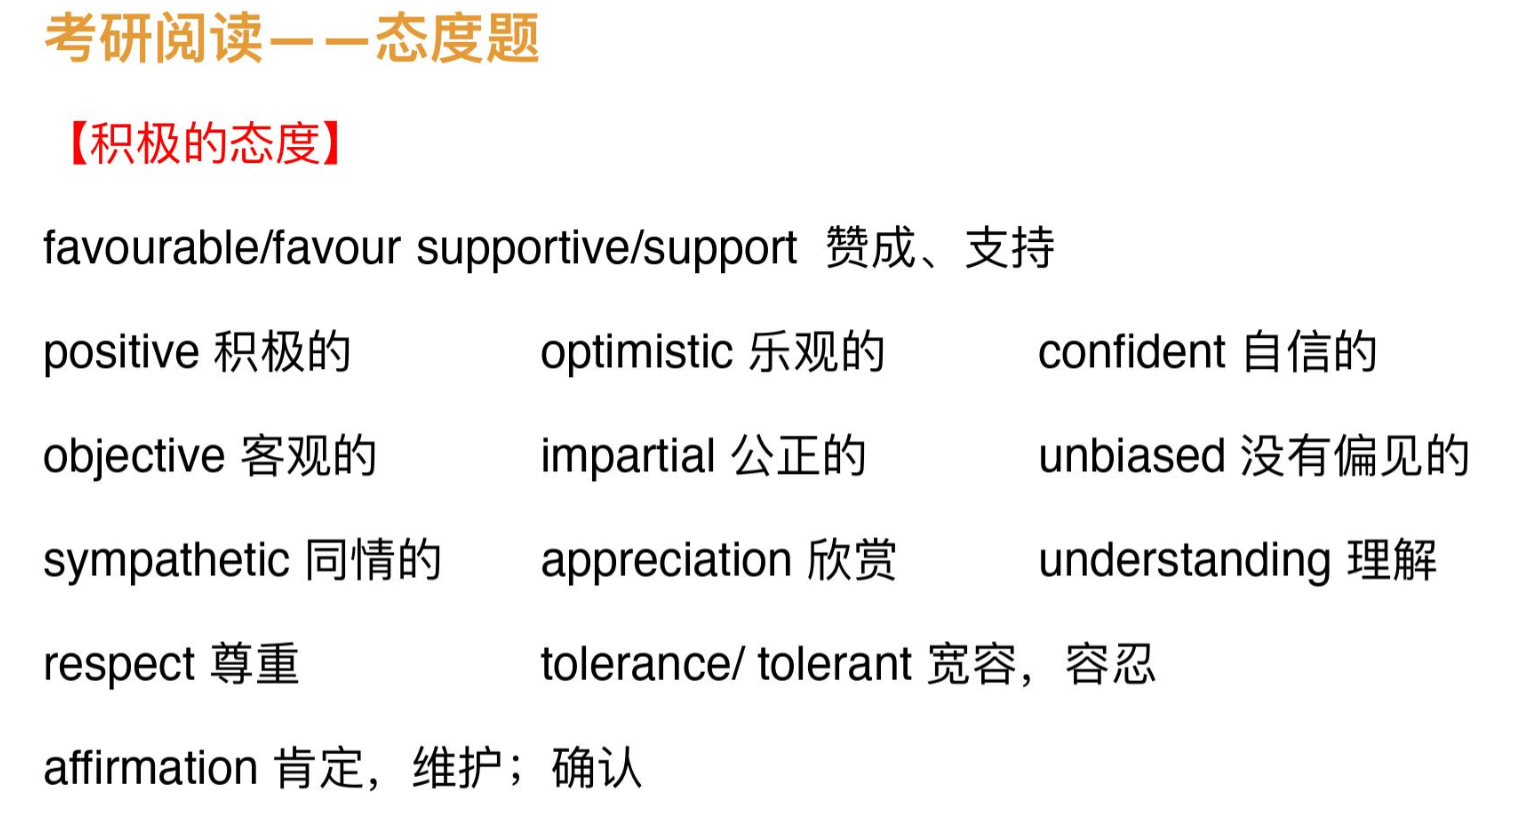 考研阅读——态度题
【积极的态度】
favourable/favour supportive/support 赞成、支持
positive 积极的 optimistic 乐观的 confident 自信的
objective 客观的 impartial 公正的 unbiased 没有偏见的
sympathetic 同情的 appreciation 欣赏 understanding 理解
respect 尊重 tolerance/ tolerant 宽容，容忍
affirmation 肯定，维护；确认